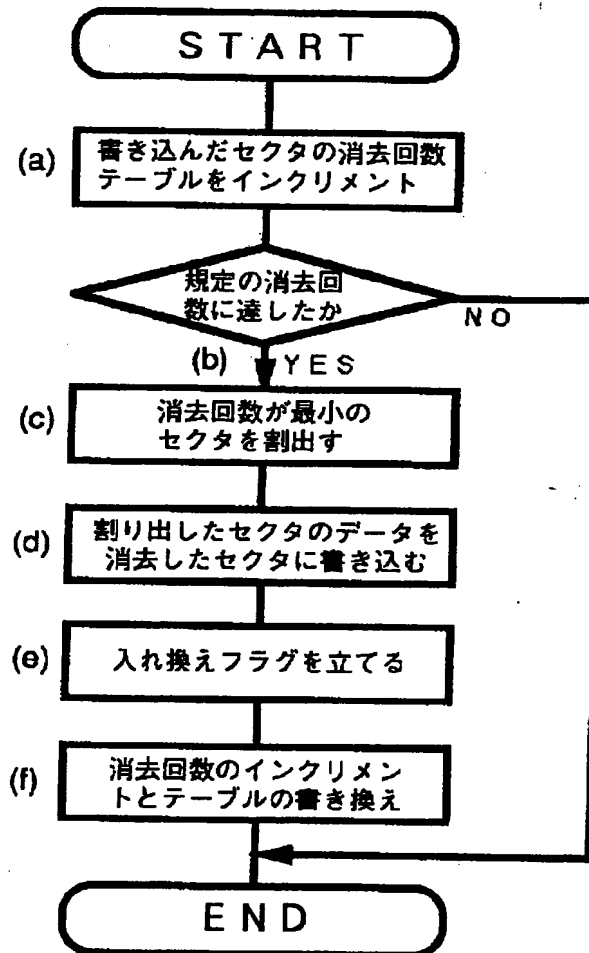 START
(a)
書き込んだセクタの消去回数
テーブルをインクリメント
規定の消去回
数に達したか
NO
(b)
YES
(c)
消去回数が最小の
セクタを割出す
(d)
割り出したセクタのデータを
消去したセクタに書き込む
(e)
入れ換えフラグを立てる
(f)
消去回数のインクリメン
トとテーブルの書き換え
END